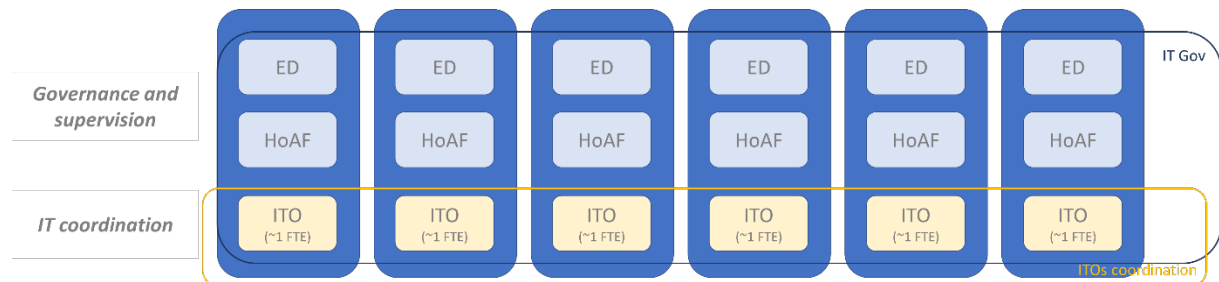 IT Gov
ED ED ED ED ED ED
Governance and
supervision
HoAF HoAF HoAF HoAF HoAF HoAF
IT coordination
ITO ITO ITO ITO ITO ITO
(~1 FTE) (~1 FTE) (~1 FTE) (~1 FTE) (~1 FTE) (~1 FTE)
ITOs coordination